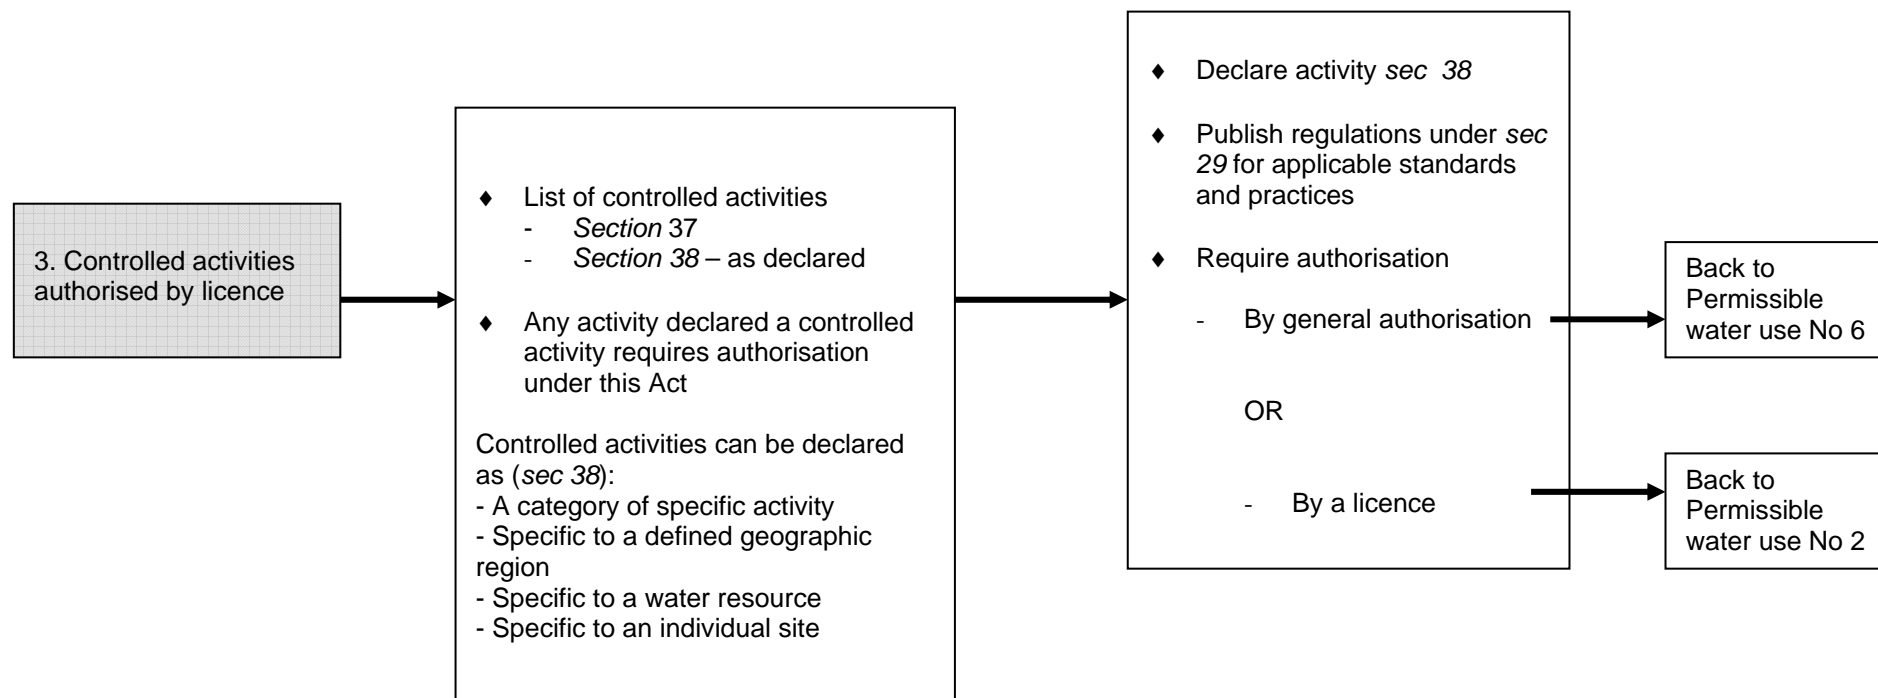 3. Controlled activities
authorised by licence
♦ List of controlled activities
- Section 37
- Section 38 – as declared
♦ Any activity declared a controlled
activity requires authorisation
under this Act
Controlled activities can be declared
as (sec 38):
- A category of specific activity
- Specific to a defined geographic
region
- Specific to a water resource
- Specific to an individual site
♦ Declare activity sec 38
♦ Publish regulations under sec
29 for applicable standards
and practices
♦ Require authorisation
- By general authorisation
OR
- By a licence
Back to
Permissible
water use No 6
Back to
Permissible
water use No 2